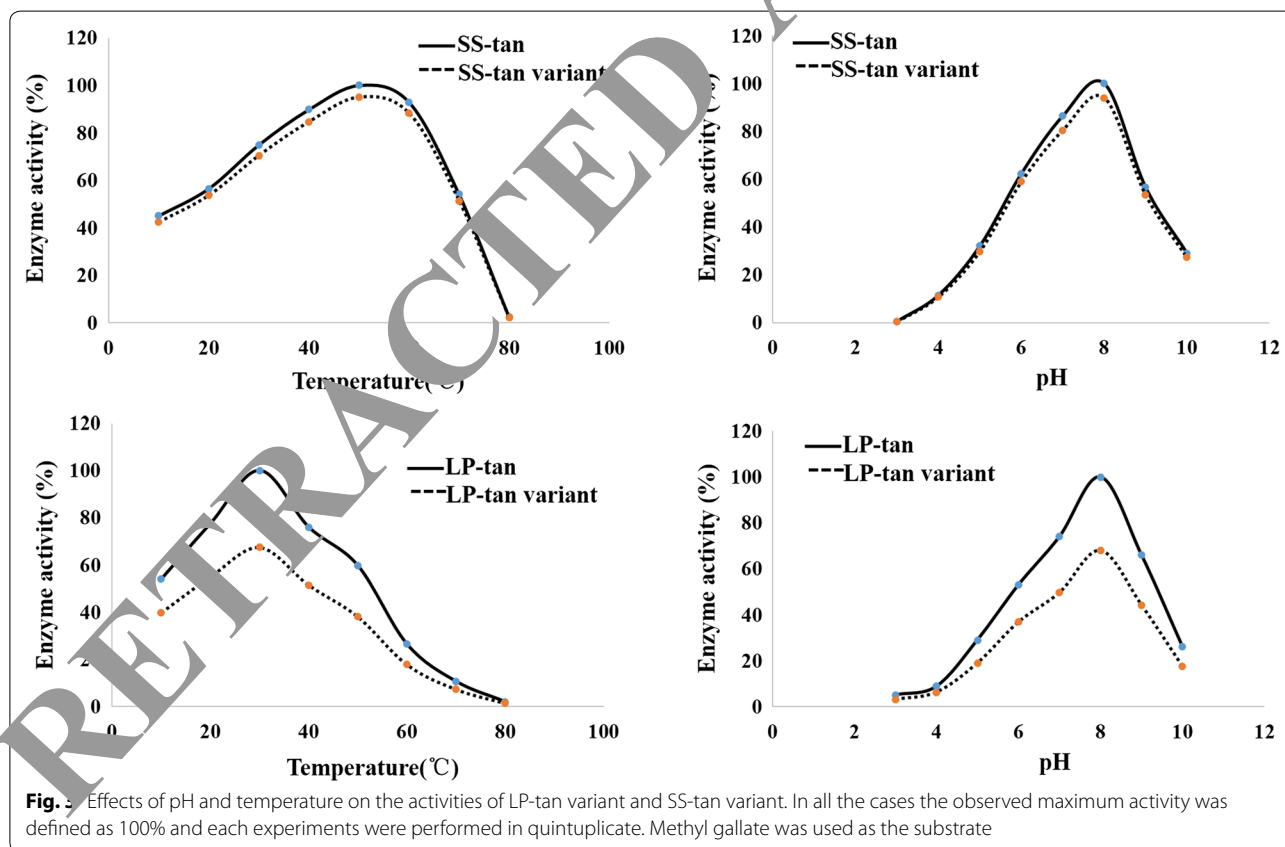 120
100
80
60
40
20
0
0 20 40 80 100
Enzyme activity (%)
Temperature(℃)
SS-tan
SS-tan variant
120
100
80
60
40
20
0
0 2 4 6 8 10 12
Enzyme activity
pH
SS-tan
SS-tan variant
120
100
80
60
40
0
0 20 40 60 80 100
Enzyme activity (%)
Temperature(℃)
LP-tan
LP-tan variant
120
100
80
60
40
20
0
0 2 4 6 8 10 12
Enzyme activity (%)
pH
LP-tan
LP-tan variant
RETRACTED
Fig. Effects of pH and temperature on the activities of LP-tan variant and SS-tan variant. In all the cases the observed maximum activity was
defined as 100% and each experiments were performed in quintuplicate. Methyl gallate was used as the substrate